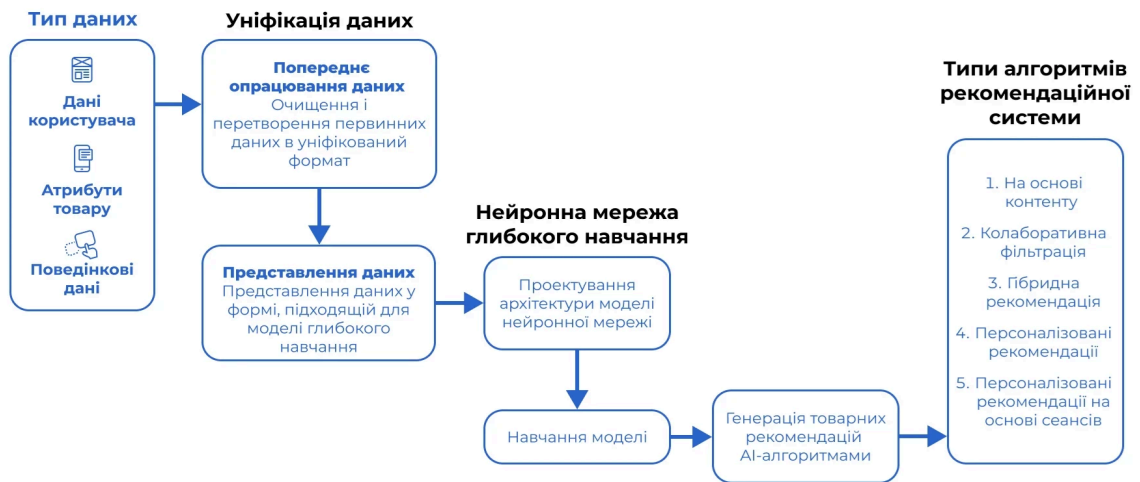 Тип даних
Дані
користувача
Атрибути
товару
Поведінкові
дані
Уніфікація даних
Попереднє
опрацювання даних
Очищення і
перетворення первинних
даних в уніфікований
формат
Представлення даних
Представлення даних у
формі, підходящій для
моделі глибокого
навчання
Нейронна мережа
глибокого навчання
Проектування
архітектури моделі
нейронної мережі
Навчання моделі
Генерація товарних
рекомендацій
AI-алгоритмами
Типи алгоритмів
рекомендаційної
системи
1. На основі
контенту
2. Колаборативна
фільтрація
3. Гібридна
рекомендація
4. Персоналізовані
рекомендації
5. Персоналізовані
рекомендації на
основі сеансів